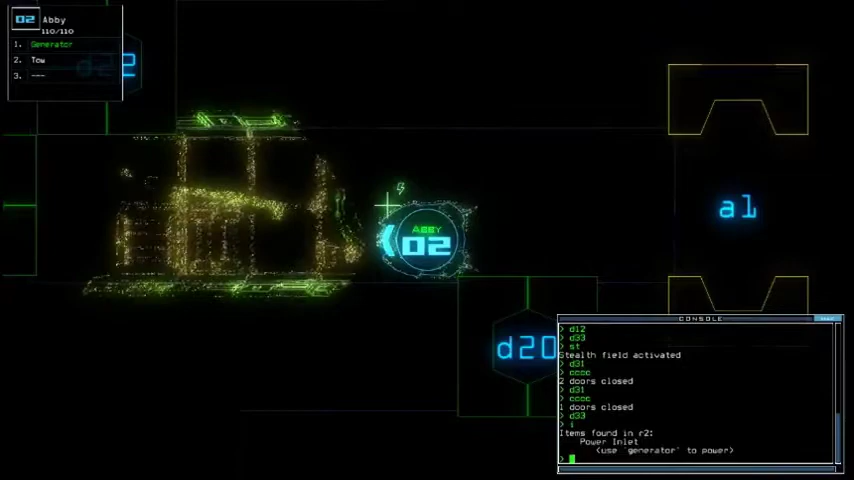 02 Abby
110/110
1. Generator
2. Tow
3. ---
d22
a1
ABBY
02
d20
CONSOLE
> d12
> d33
> st
Stealth field activated
> d31
> cccc
2 doors closed
> d31
> cccc
1 doors closed
> d33
> i
Items found in r2:
Power Inlet
(use 'generator' to power)
>